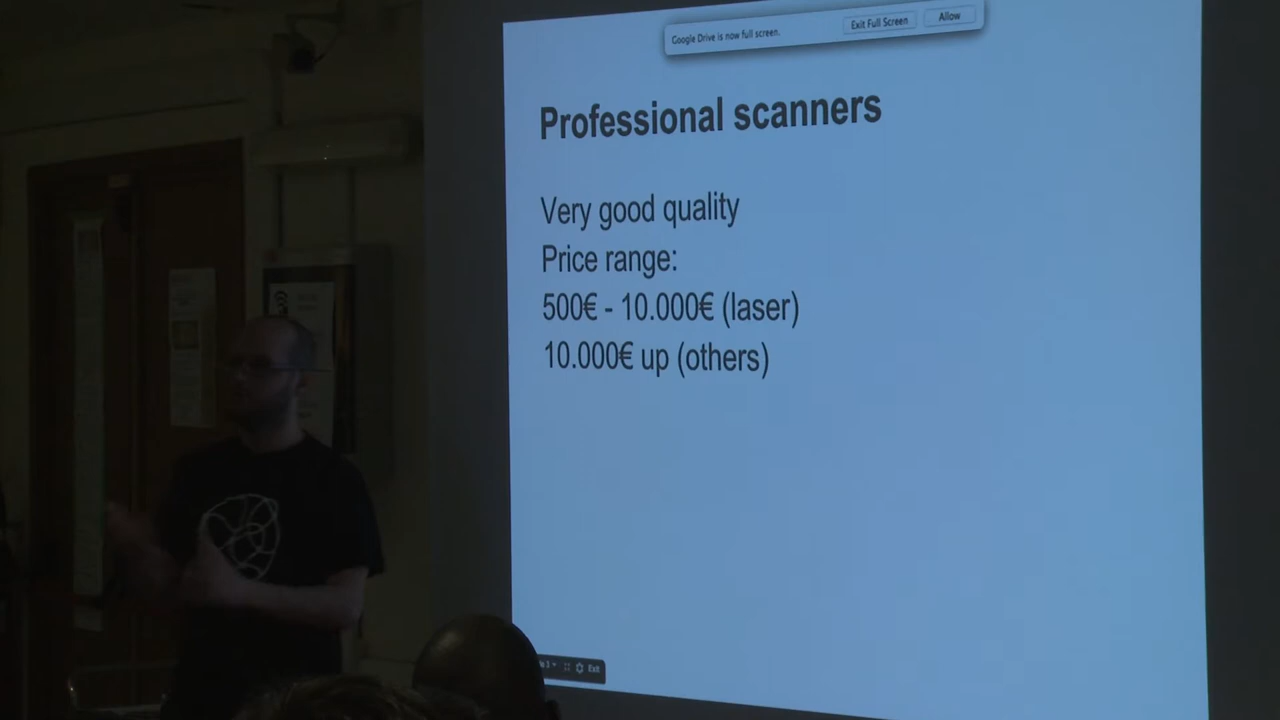 Google Drive is now full screen.
Exit Full Screen
Allow
Professional scanners
Very good quality
Price range:
500€ - 10.000€ (laser)
10.000€ up (others)
Exit